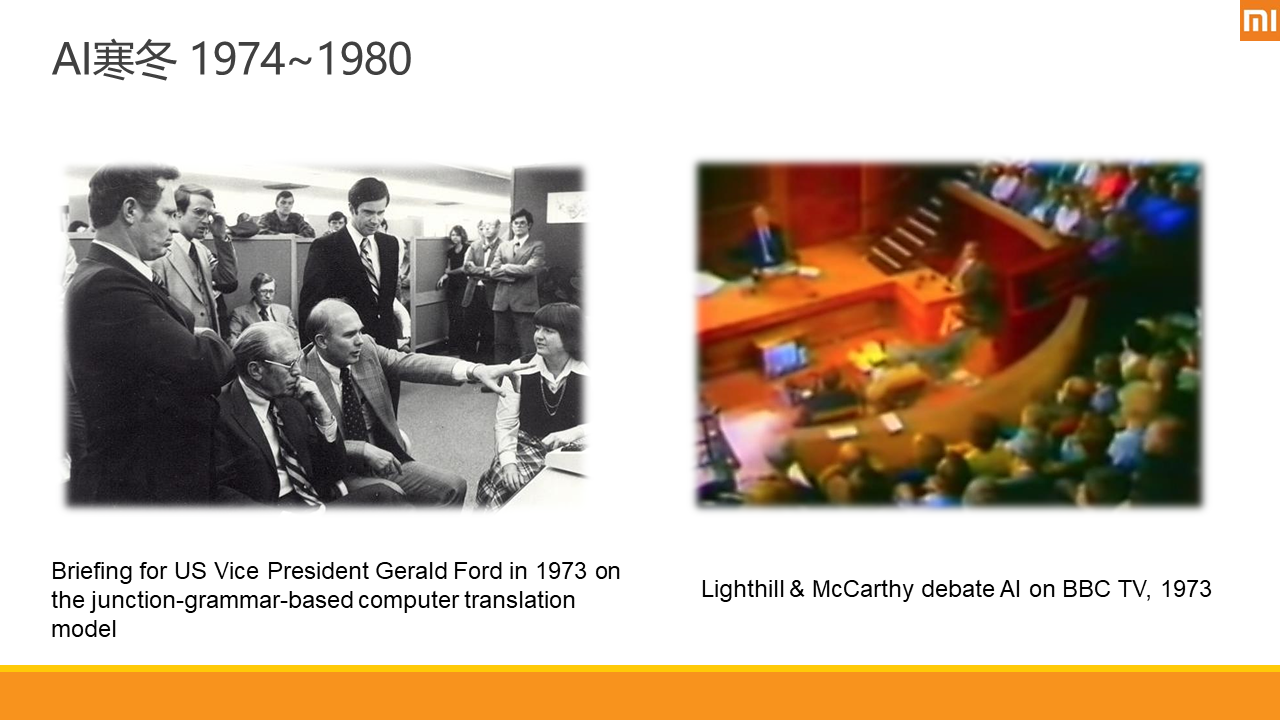 AI寒冬 1974~1980
Briefing for US Vice President Gerald Ford in 1973 on
the junction-grammar-based computer translation
model
Lighthill & McCarthy debate AI on BBC TV, 1973